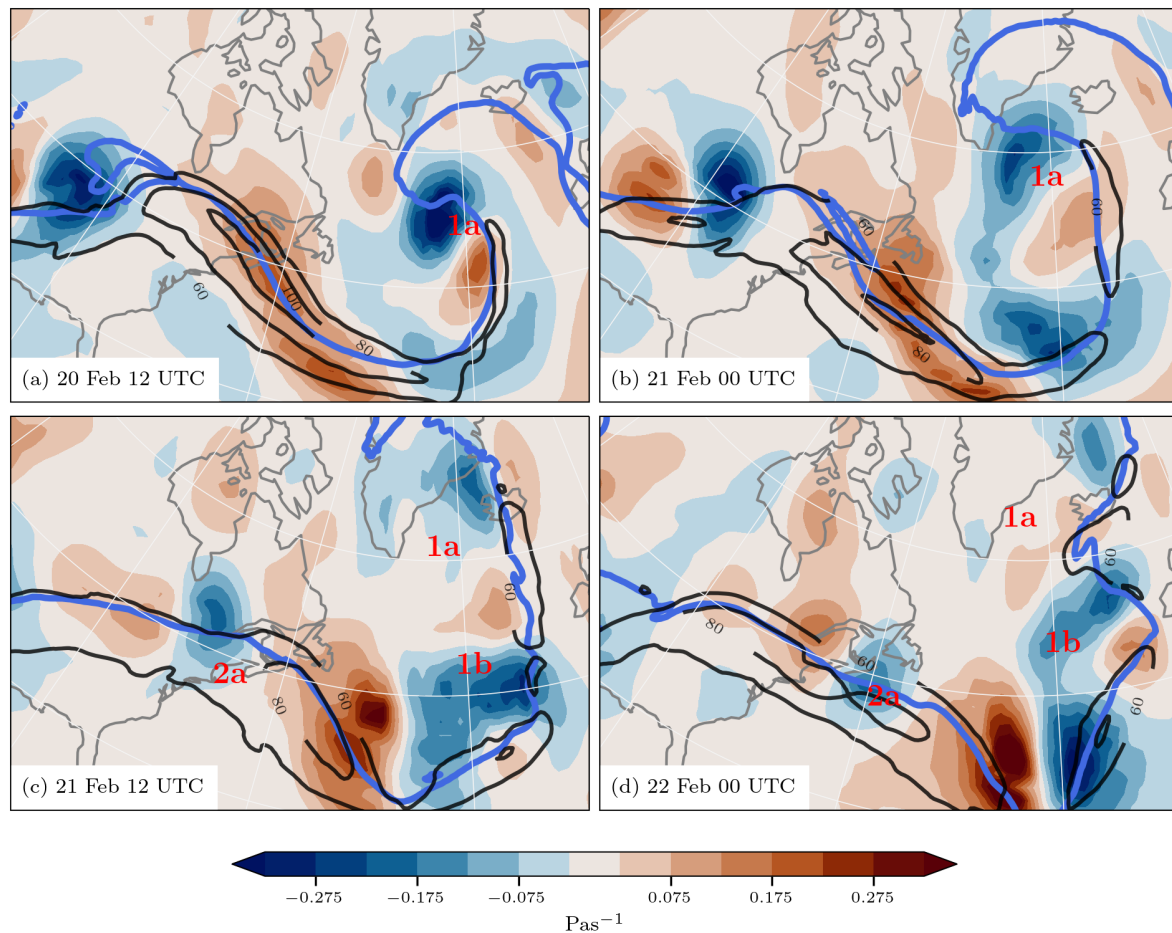 1a
60
100
80
(a) 20 Feb 12 UTC
1a
60
60
80
(b) 21 Feb 00 UTC
1a
60
2a
1b
80
60
(c) 21 Feb 12 UTC
1a
60
80
60
1b
2a
60
(d) 22 Feb 00 UTC
−0.275 −0.175 −0.075 0.075 0.175 0.275
Pas⁻¹